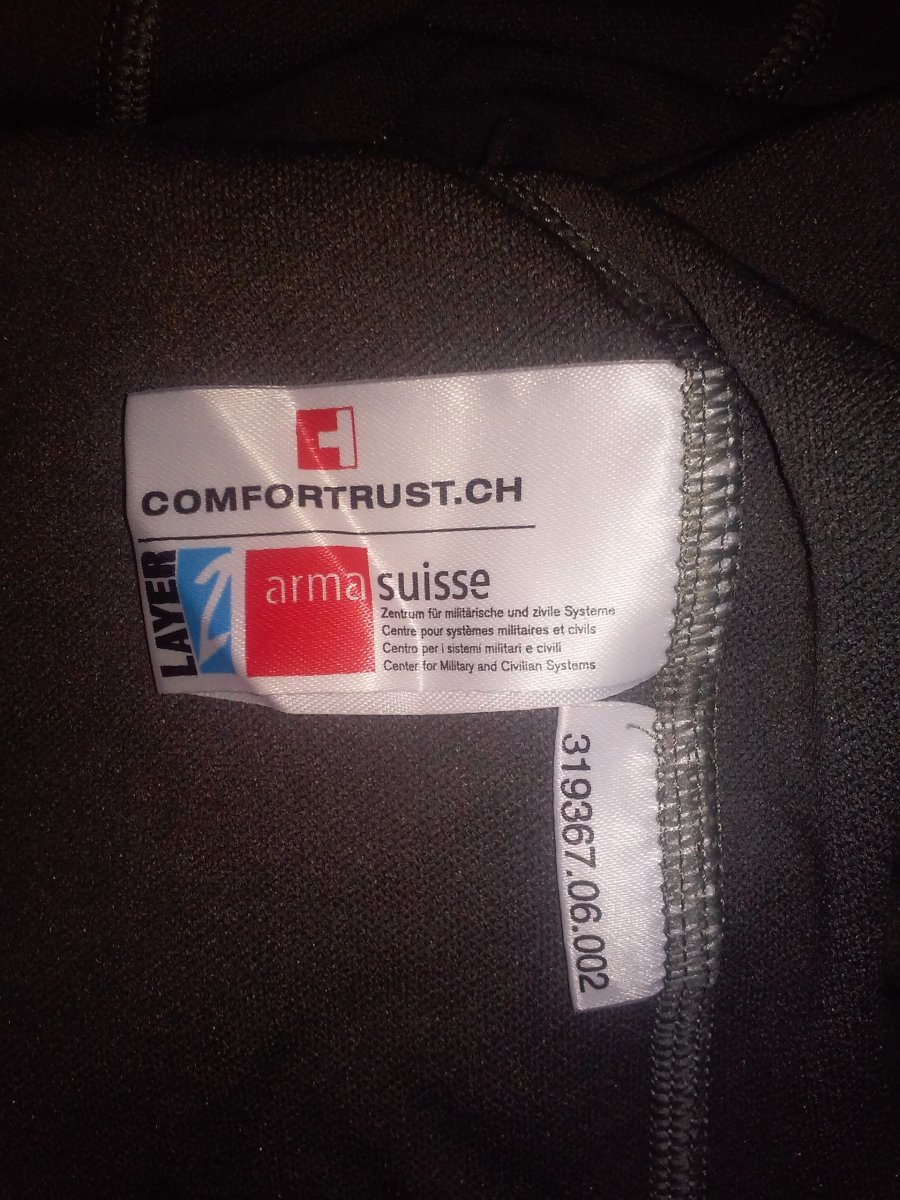 COMFORTRUST.CH
LAYER 2
arma suisse
Zentrum für militärische und zivile Systeme
Centre pour systèmes militaires et civils
Centro per i sistemi militari e civili
Center for Military and Civilian Systems
319367.06.002